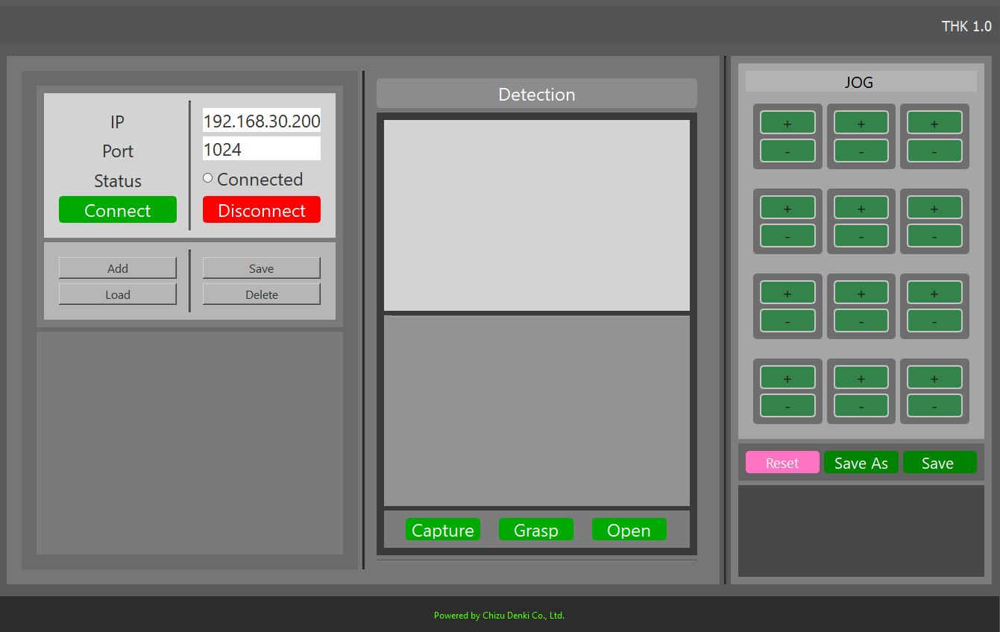 THK 1.0
IP
192.168.30.200
Port
1024
Status
Connected
Connect
Disconnect
Add
Save
Load
Delete
Detection
Capture
Grasp
Open
JOG
+ + +
- - -
+ + +
- - -
+ + +
- - -
+ + +
- - -
Reset
Save As
Save
Powered by Chizu Denki Co., Ltd.